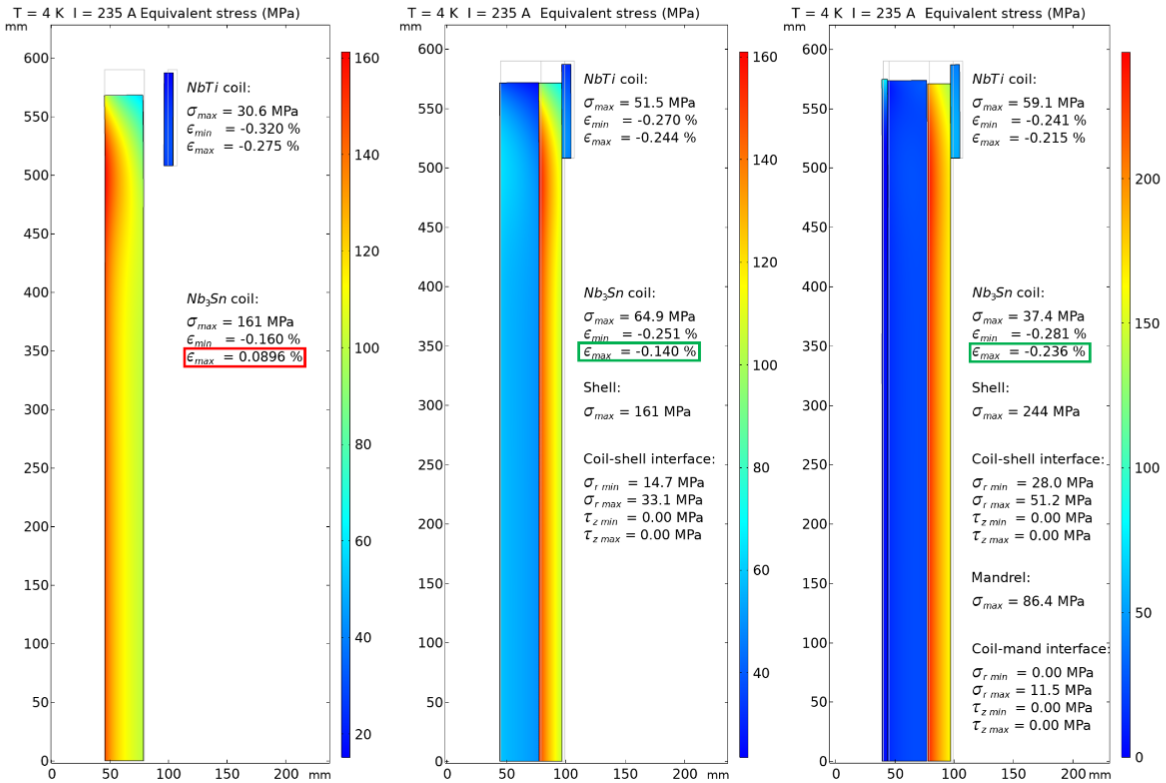 T = 4 K I = 235 A Equivalent stress (MPa)
mm
600
550
500
450
400
350
300
250
200
150
100
50
0
0
50
100
150
200
mm
NbTi coil:
σmax = 30.6 MPa
ϵmin = -0.320 %
ϵmax = -0.275 %
Nb3Sn coil:
σmax = 161 MPa
ϵmin = -0.160 %
ϵmax = 0.0896 %
160
140
120
100
80
60
40
20
T = 4 K I = 235 A Equivalent stress (MPa)
mm
600
550
500
450
400
350
300
250
200
150
100
50
0
0
50
100
150
200
mm
NbTi coil:
σmax = 51.5 MPa
ϵmin = -0.270 %
ϵmax = -0.244 %
Nb3Sn coil:
σmax = 64.9 MPa
ϵmin = -0.251 %
ϵmax = -0.140 %
Shell:
σmax = 161 MPa
Coil-shell interface:
σr min = 14.7 MPa
σr max = 33.1 MPa
τz min = 0.00 MPa
τz max = 0.00 MPa
160
140
120
100
80
60
40
T = 4 K I = 235 A Equivalent stress (MPa)
mm
600
550
500
450
400
350
300
250
200
150
100
50
0
0
50
100
150
200
mm
NbTi coil:
σmax = 59.1 MPa
ϵmin = -0.241 %
ϵmax = -0.215 %
Nb3Sn coil:
σmax = 37.4 MPa
ϵmin = -0.281 %
ϵmax = -0.236 %
Shell:
σmax = 244 MPa
Coil-shell interface:
σr min = 28.0 MPa
σr max = 51.2 MPa
τz min = 0.00 MPa
τz max = 0.00 MPa
Mandrel:
σmax = 86.4 MPa
Coil-mand interface:
σr min = 0.00 MPa
σr max = 11.5 MPa
τz min = 0.00 MPa
τz max = 0.00 MPa
200
150
100
50
0